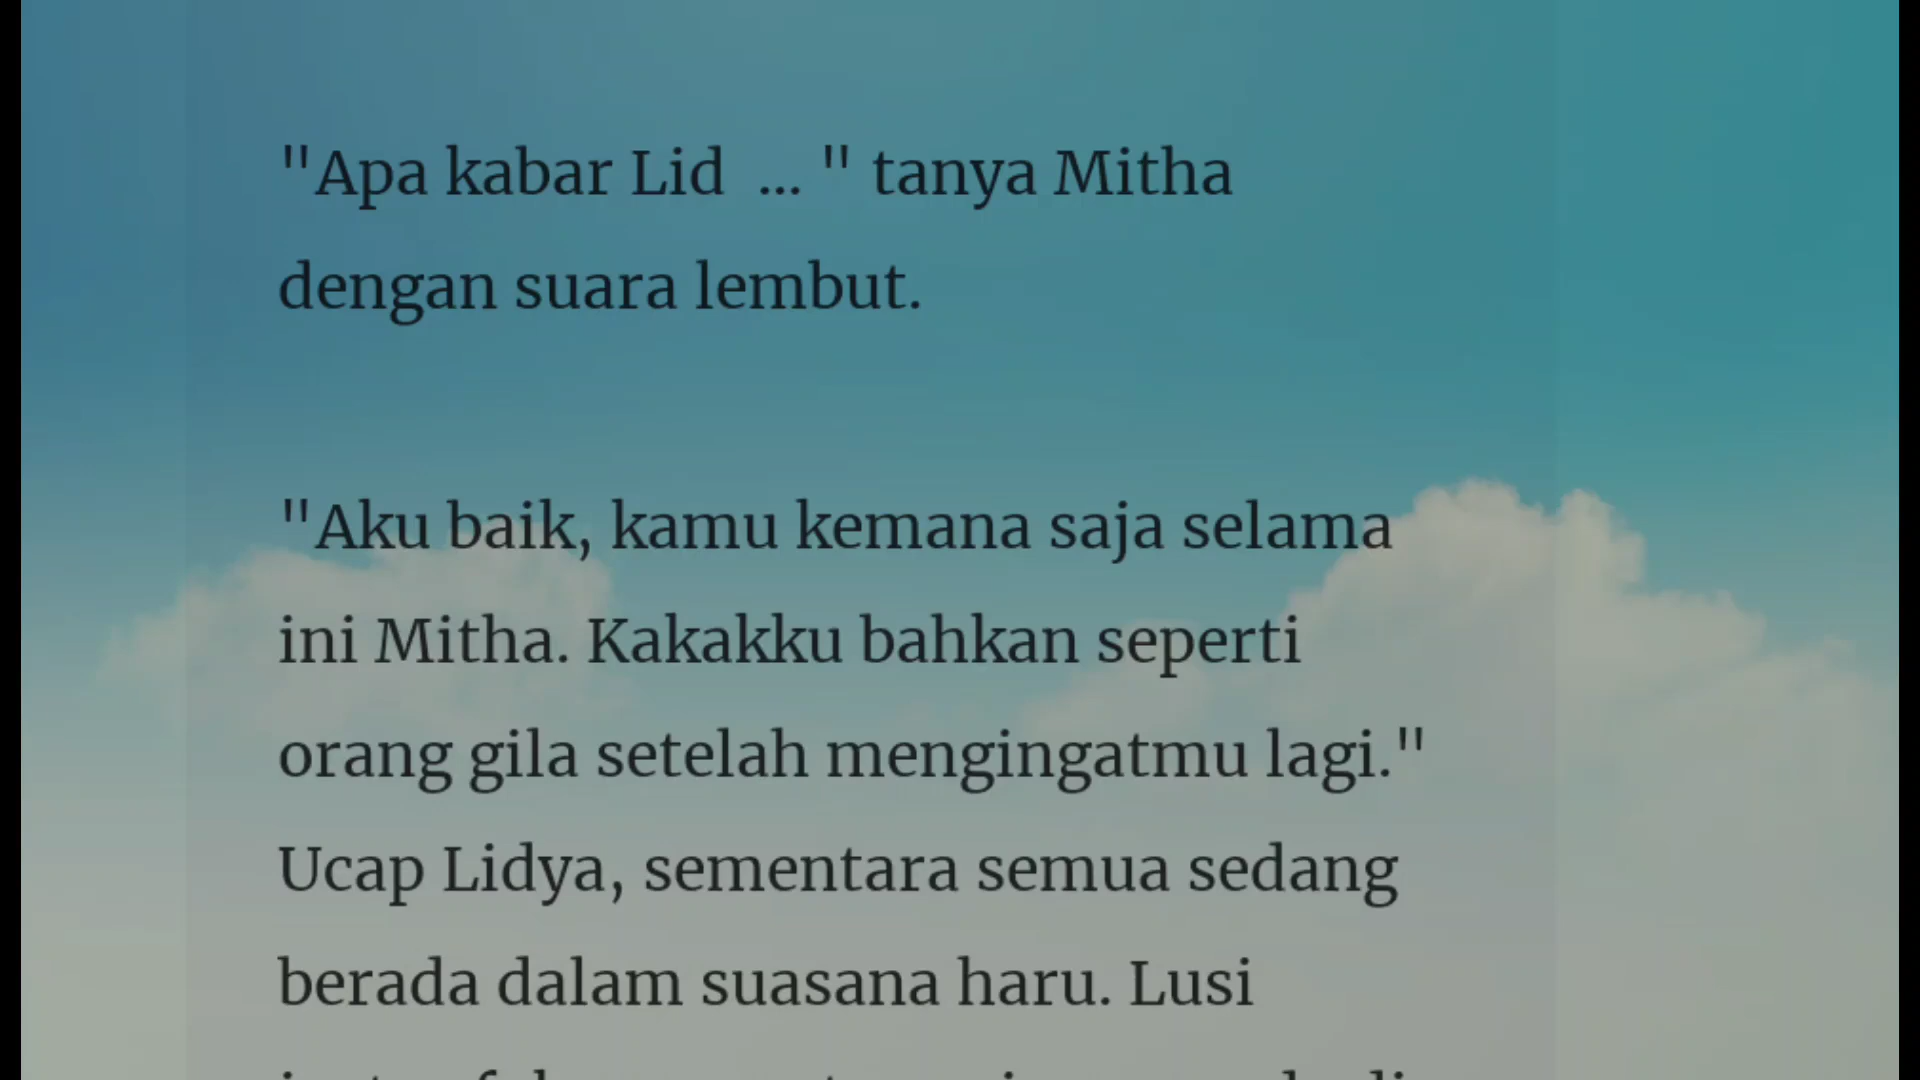 "Apa kabar Lid  ... " tanya Mitha
dengan suara lembut.
"Aku baik, kamu kemana saja selama
ini Mitha. Kakakku bahkan seperti
orang gila setelah mengingatmu lagi."
Ucap Lidya, sementara semua sedang
berada dalam suasana haru. Lusi